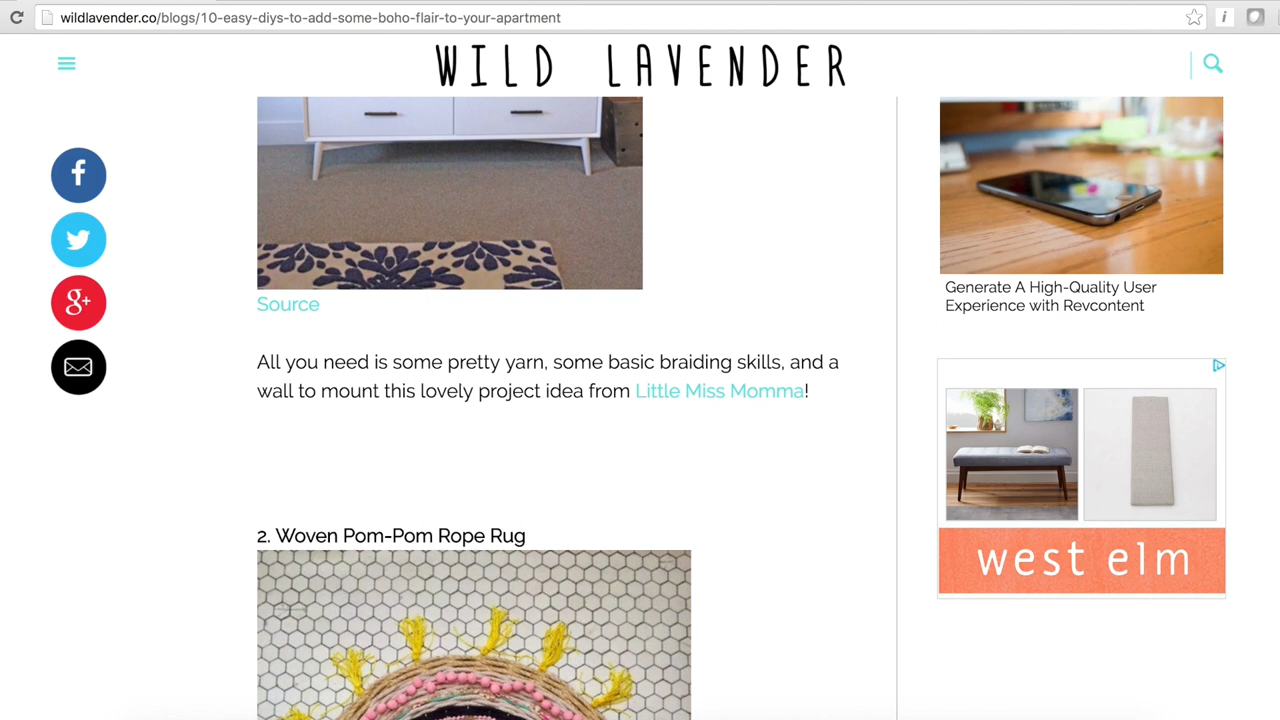 wildlavender.co/blogs/10-easy-diys-to-add-some-boho-flair-to-your-apartment
WILD LAVENDER
Source
All you need is some pretty yarn, some basic braiding skills, and a
wall to mount this lovely project idea from Little Miss Momma!
2. Woven Pom-Pom Rope Rug
Generate A High-Quality User
Experience with Revcontent
west elm